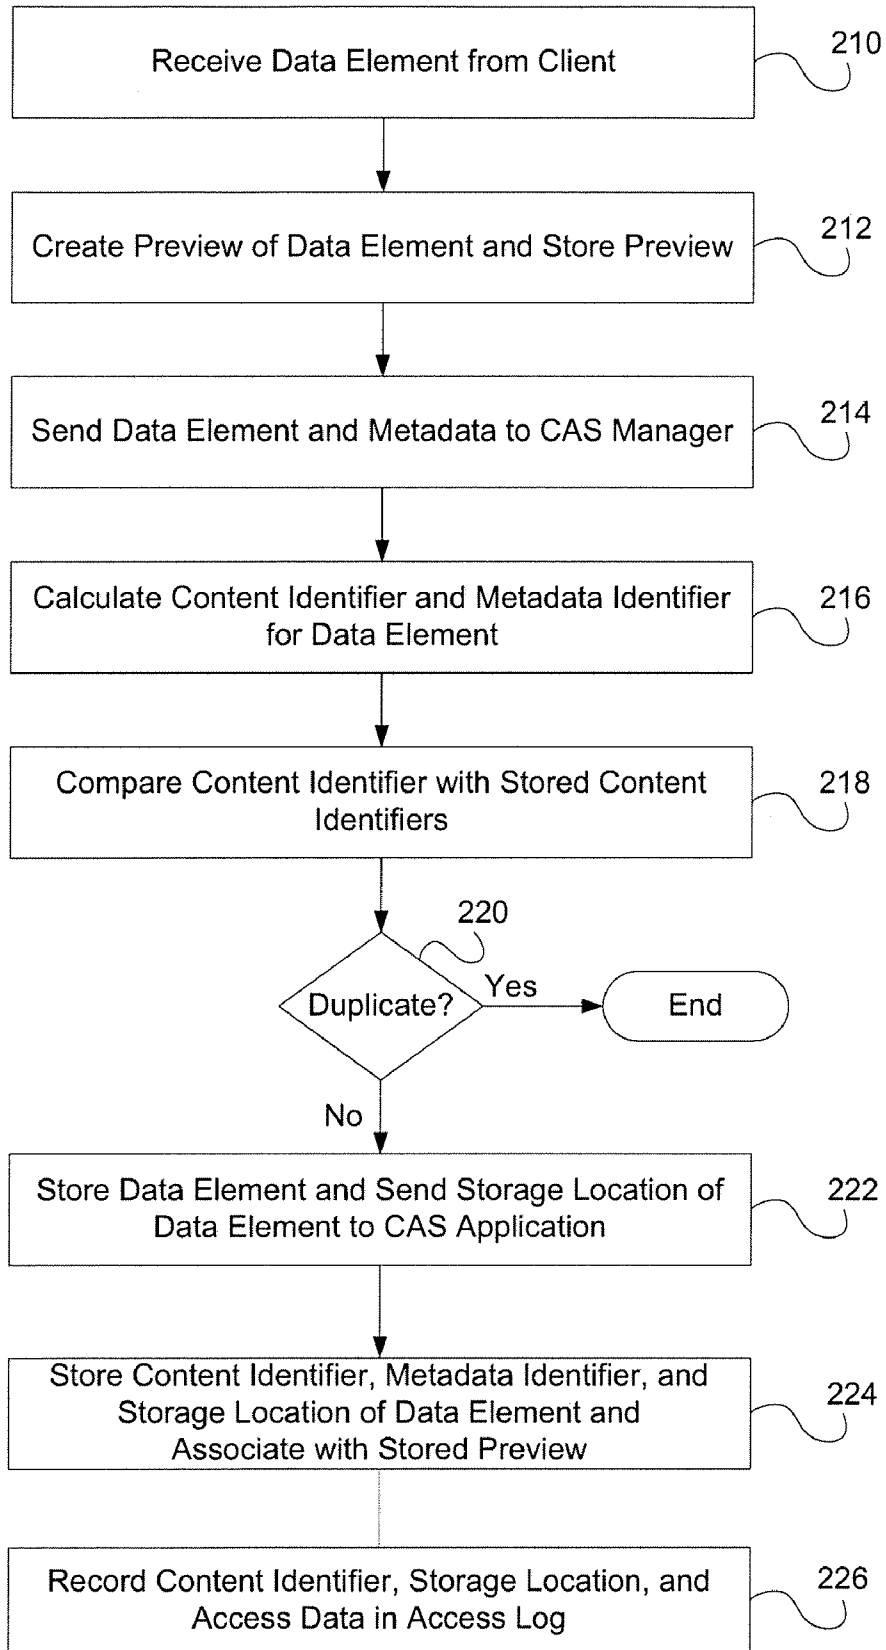 Receive Data Element from Client
210
Create Preview of Data Element and Store Preview
212
Send Data Element and Metadata to CAS Manager
214
Calculate Content Identifier and Metadata Identifier
for Data Element
216
Compare Content Identifier with Stored Content
Identifiers
218
220
Duplicate?
Yes
End
No
Store Data Element and Send Storage Location of
Data Element to CAS Application
222
Store Content Identifier, Metadata Identifier, and
Storage Location of Data Element and
Associate with Stored Preview
224
Record Content Identifier, Storage Location, and
Access Data in Access Log
226